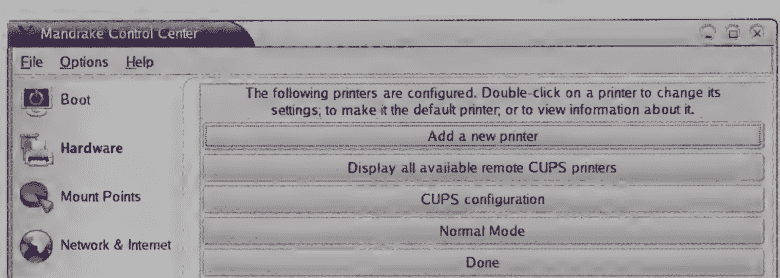 Mandrake Control Center
File Options Help
Boot
Hardware
Mount Points
Network & Internet
The following printers are configured. Double-click on a printer to change its
settings; to make it the default printer; or to view information about it.
Add a new printer
Display all available remote CUPS printers
CUPS configuration
Normal Mode
Done